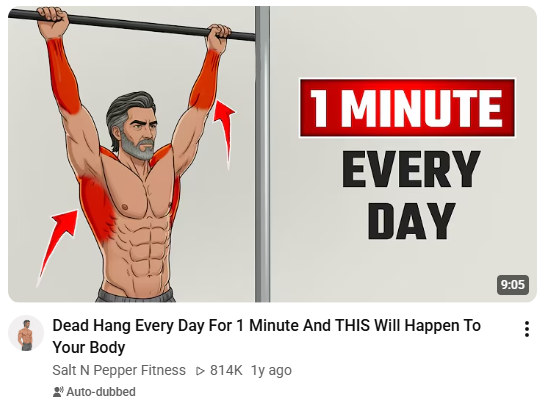 1 MINUTE
EVERY
DAY
9:05
Dead Hang Every Day For 1 Minute And THIS Will Happen To
Your Body
Salt N Pepper Fitness ▷ 814K 1y ago
Auto-dubbed